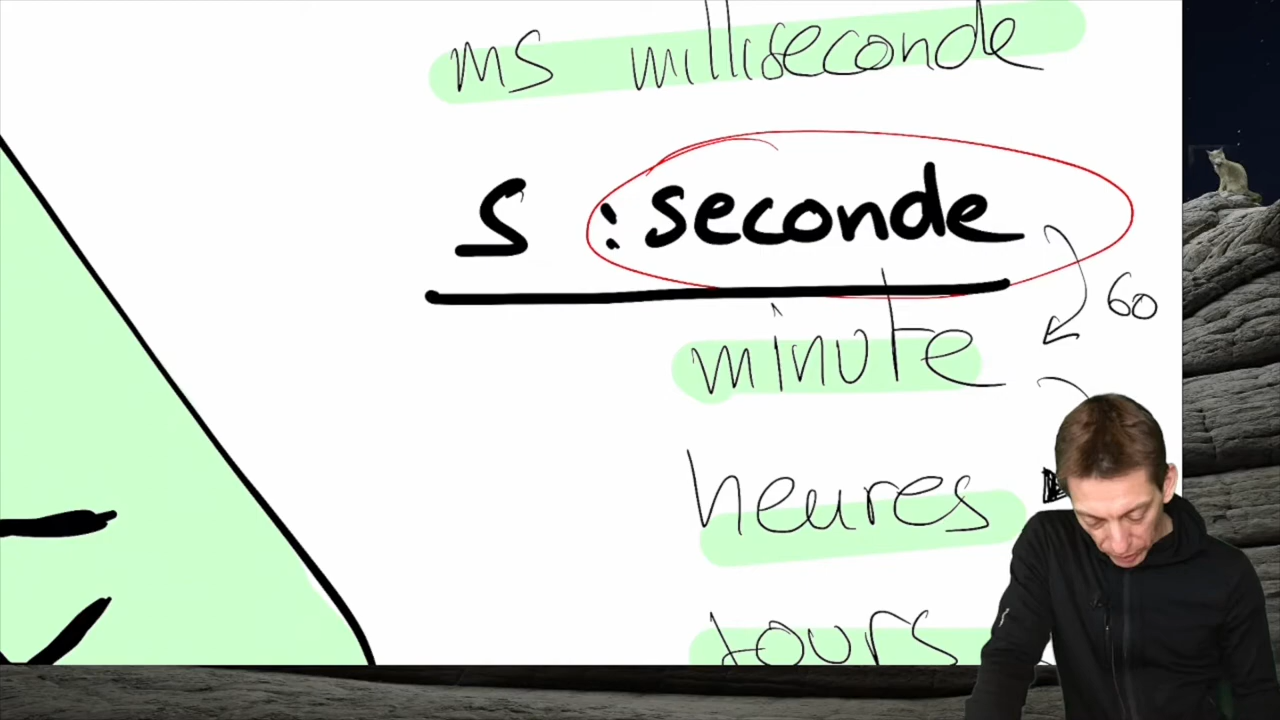 ms milliseconde
s : seconde
60
minute
heures
jours